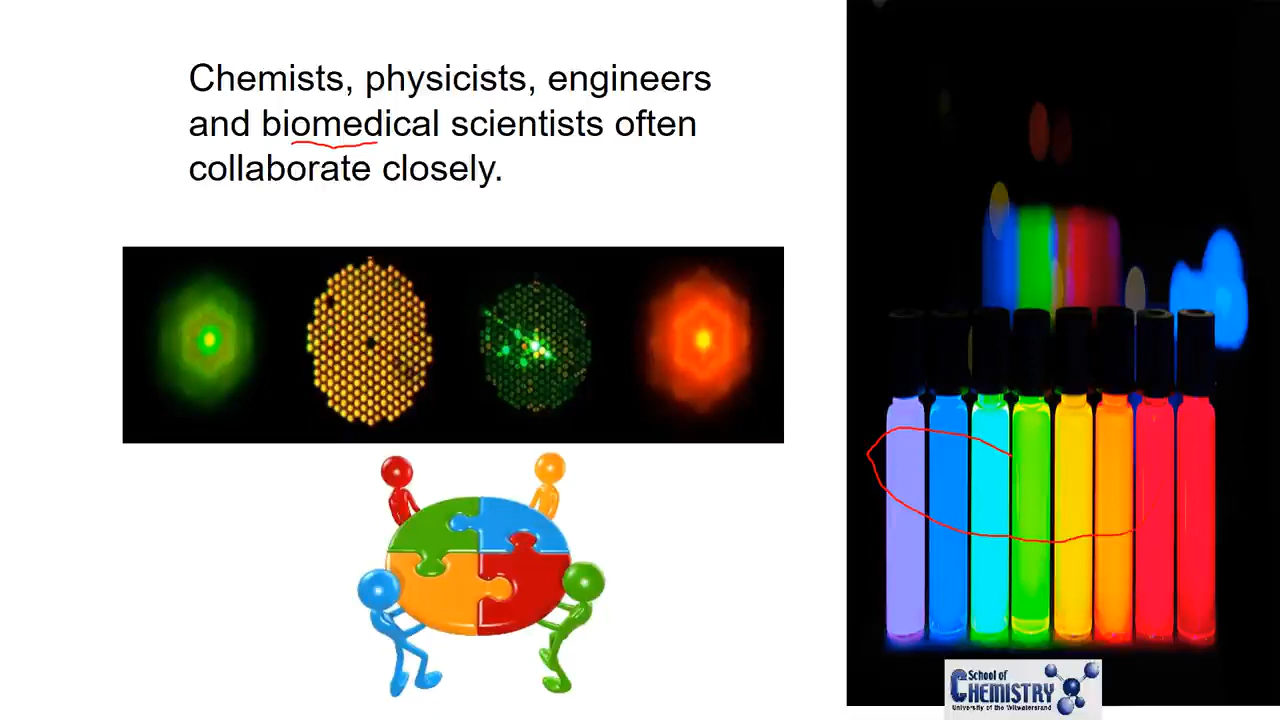 Chemists, physicists, engineers
and biomedical scientists often
collaborate closely.
School of
CHEMISTRY
University of the Witwatersrand